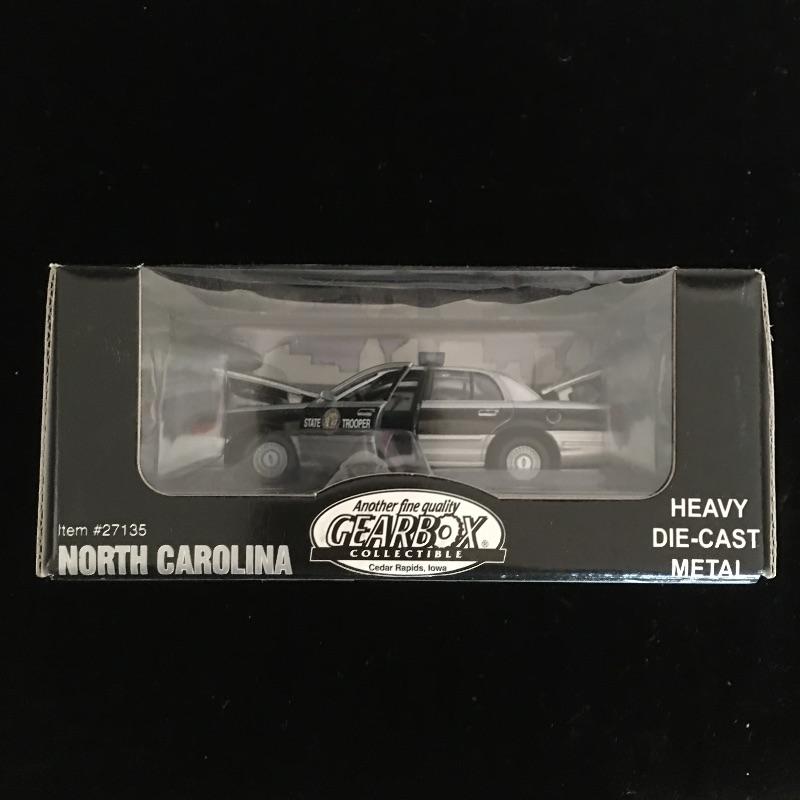 STATE TROOPER
Another fine quality
GEARBOX®
COLLECTIBLE
Cedar Rapids, Iowa
Item #27135
NORTH CAROLINA
HEAVY
DIE-CAST
METAL